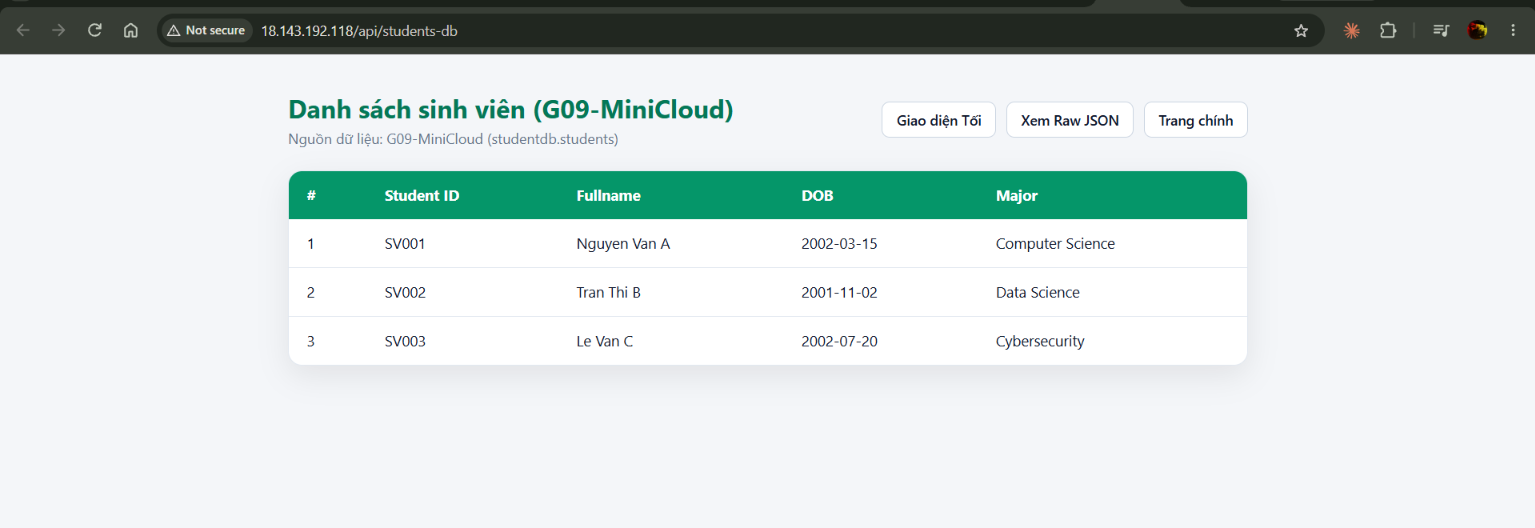 Not secure 18.143.192.118/api/students-db
Danh sách sinh viên (G09-MiniCloud)
Nguồn dữ liệu: G09-MiniCloud (studentdb.students)
Giao diện Tối Xem Raw JSON Trang chính
# Student ID Fullname DOB Major
1 SV001 Nguyen Van A 2002-03-15 Computer Science
2 SV002 Tran Thi B 2001-11-02 Data Science
3 SV003 Le Van C 2002-07-20 Cybersecurity